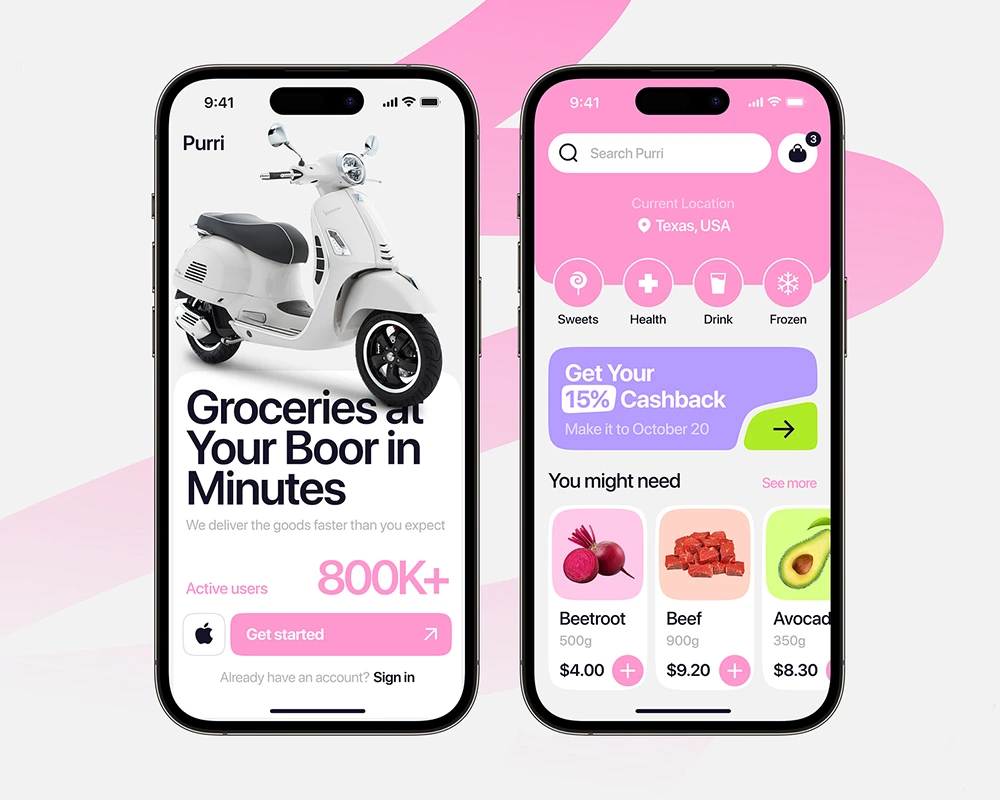 9:41
Purri
Groceries at
Your Boor in
Minutes
We deliver the goods faster than you expect
Active users
800K+
Get started
Already have an account? Sign in
9:41
Search Purri
3
Current Location
Texas, USA
Sweets
Health
Drink
Frozen
Get Your
15% Cashback
Make it to October 20
You might need
See more
Beetroot
500g
$4.00
Beef
900g
$9.20
Avocad
350g
$8.30